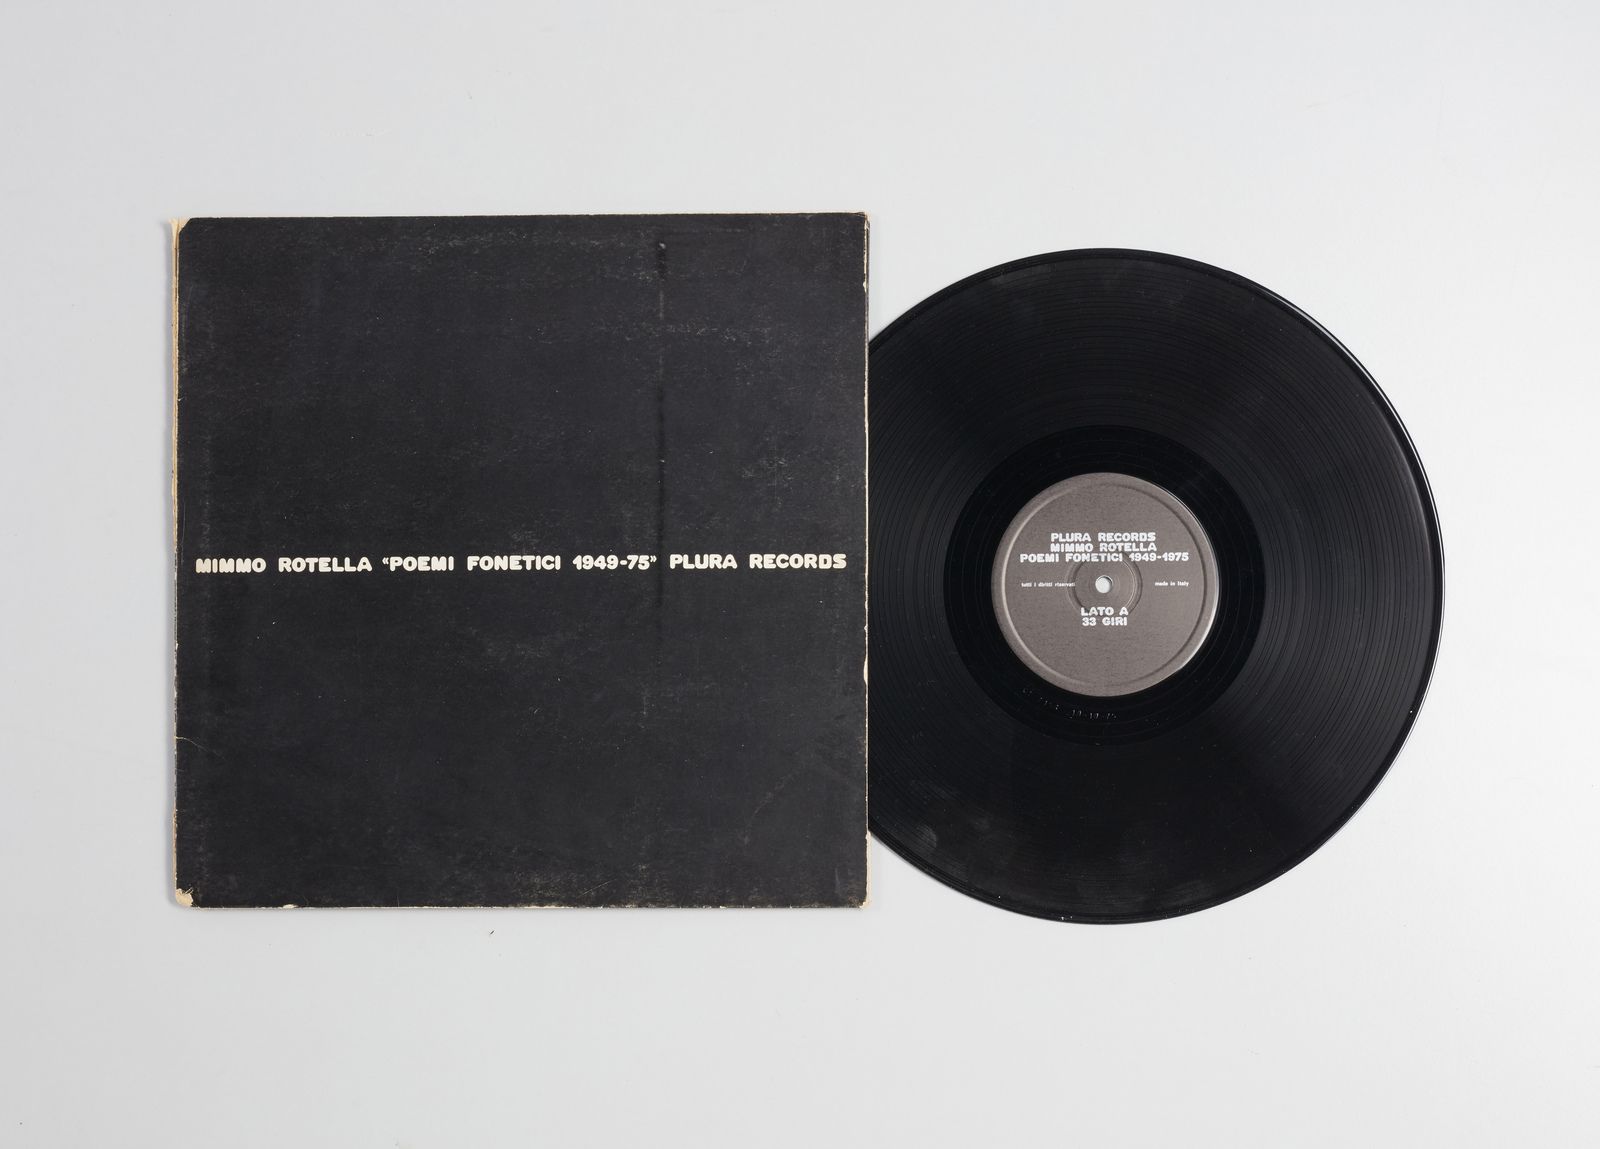 MIMMO ROTELLA «POEMI FONETICI 1949-75» PLURA RECORDS
PLURA RECORDS
MIMMO ROTELLA
POEMI FONETICI 1949-1975
tutti i diritti riservati
made in Italy
LATO A
33 GIRI